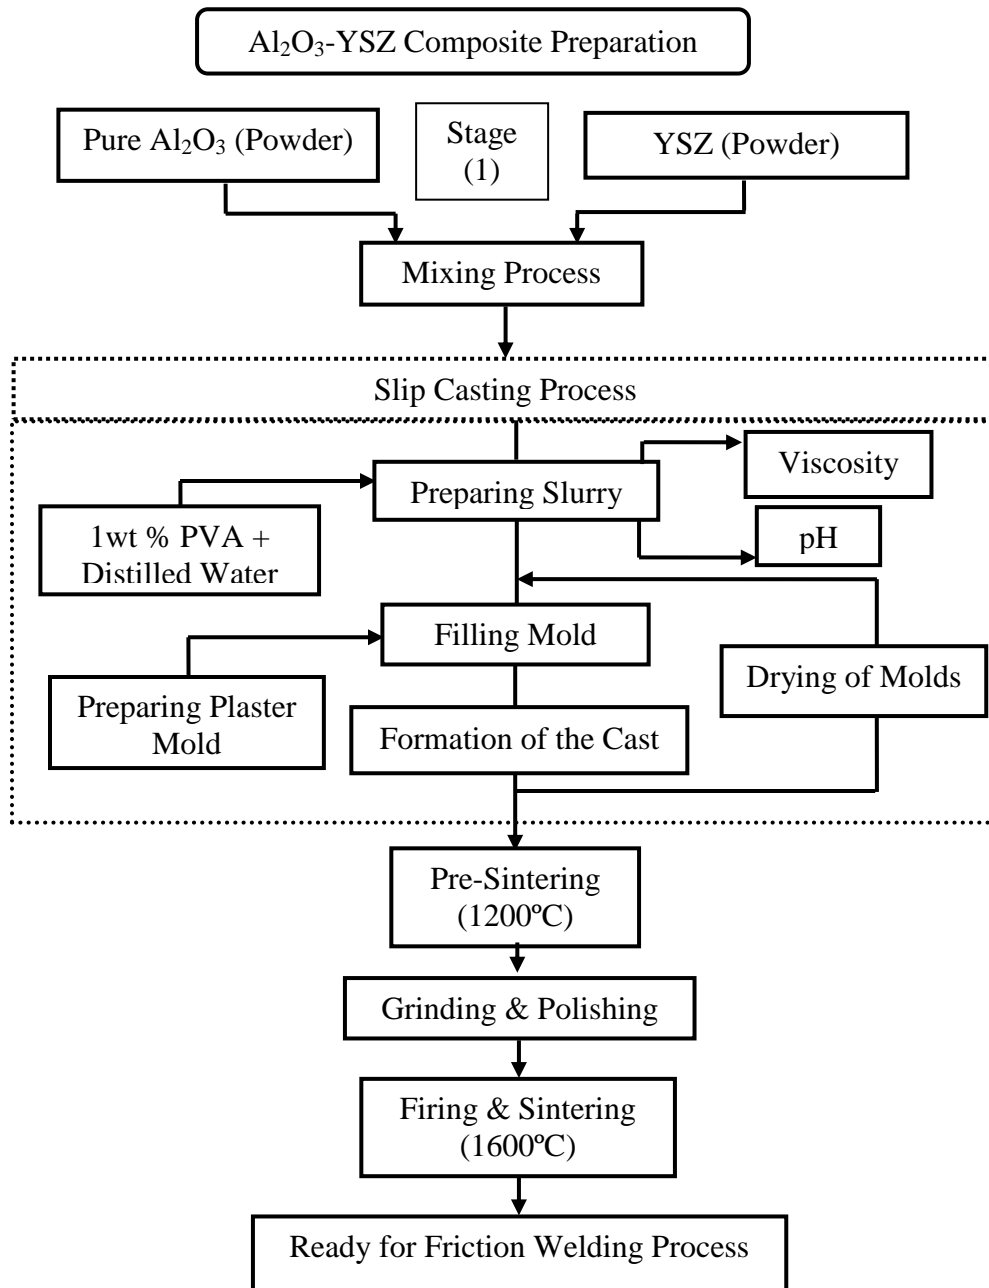 Al₂O₃-YSZ Composite Preparation
Pure Al₂O₃ (Powder)
Stage
(1)
YSZ (Powder)
Mixing Process
Slip Casting Process
Viscosity
Preparing Slurry
1wt % PVA +
Distilled Water
pH
Filling Mold
Drying of Molds
Preparing Plaster
Mold
Formation of the Cast
Pre-Sintering
(1200ºC)
Grinding & Polishing
Firing & Sintering
(1600ºC)
Ready for Friction Welding Process